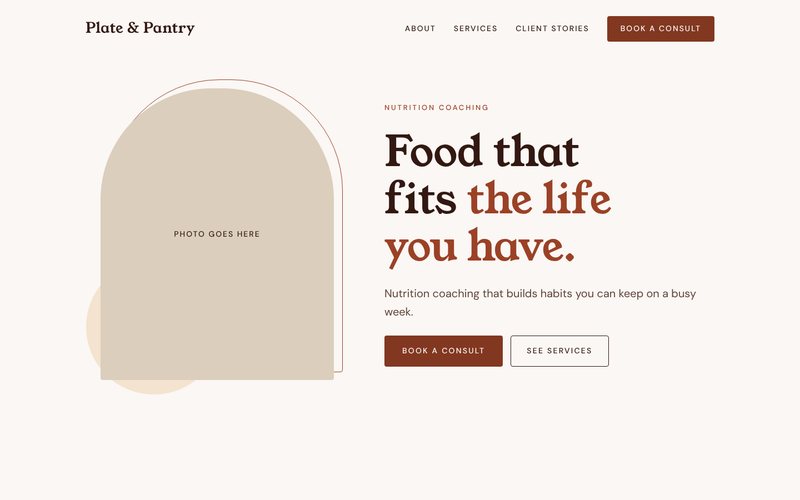 Plate & Pantry
ABOUT SERVICES CLIENT STORIES BOOK A CONSULT
PHOTO GOES HERE
NUTRITION COACHING
Food that
fits the life
you have.
Nutrition coaching that builds habits you can keep on a busy
week.
BOOK A CONSULT SEE SERVICES